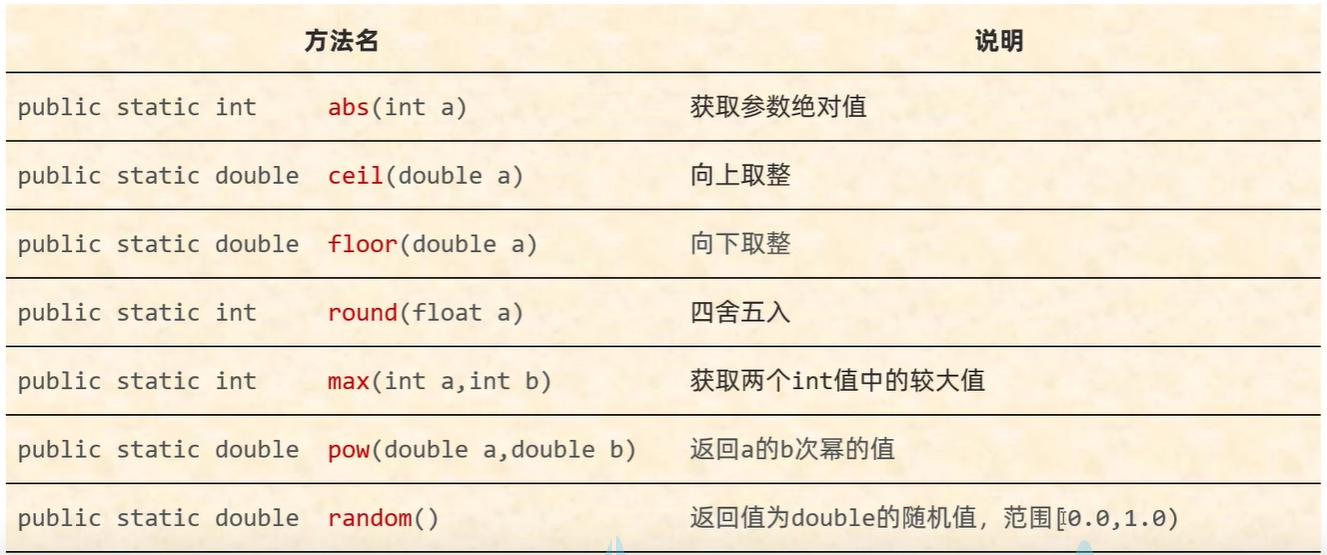 方法名 说明
public static int abs(int a) 获取参数绝对值
public static double ceil(double a) 向上取整
public static double floor(double a) 向下取整
public static int round(float a) 四舍五入
public static int max(int a,int b) 获取两个int值中的较大值
public static double pow(double a,double b) 返回a的b次幂的值
public static double random() 返回值为double的随机值，范围[0.0,1.0)